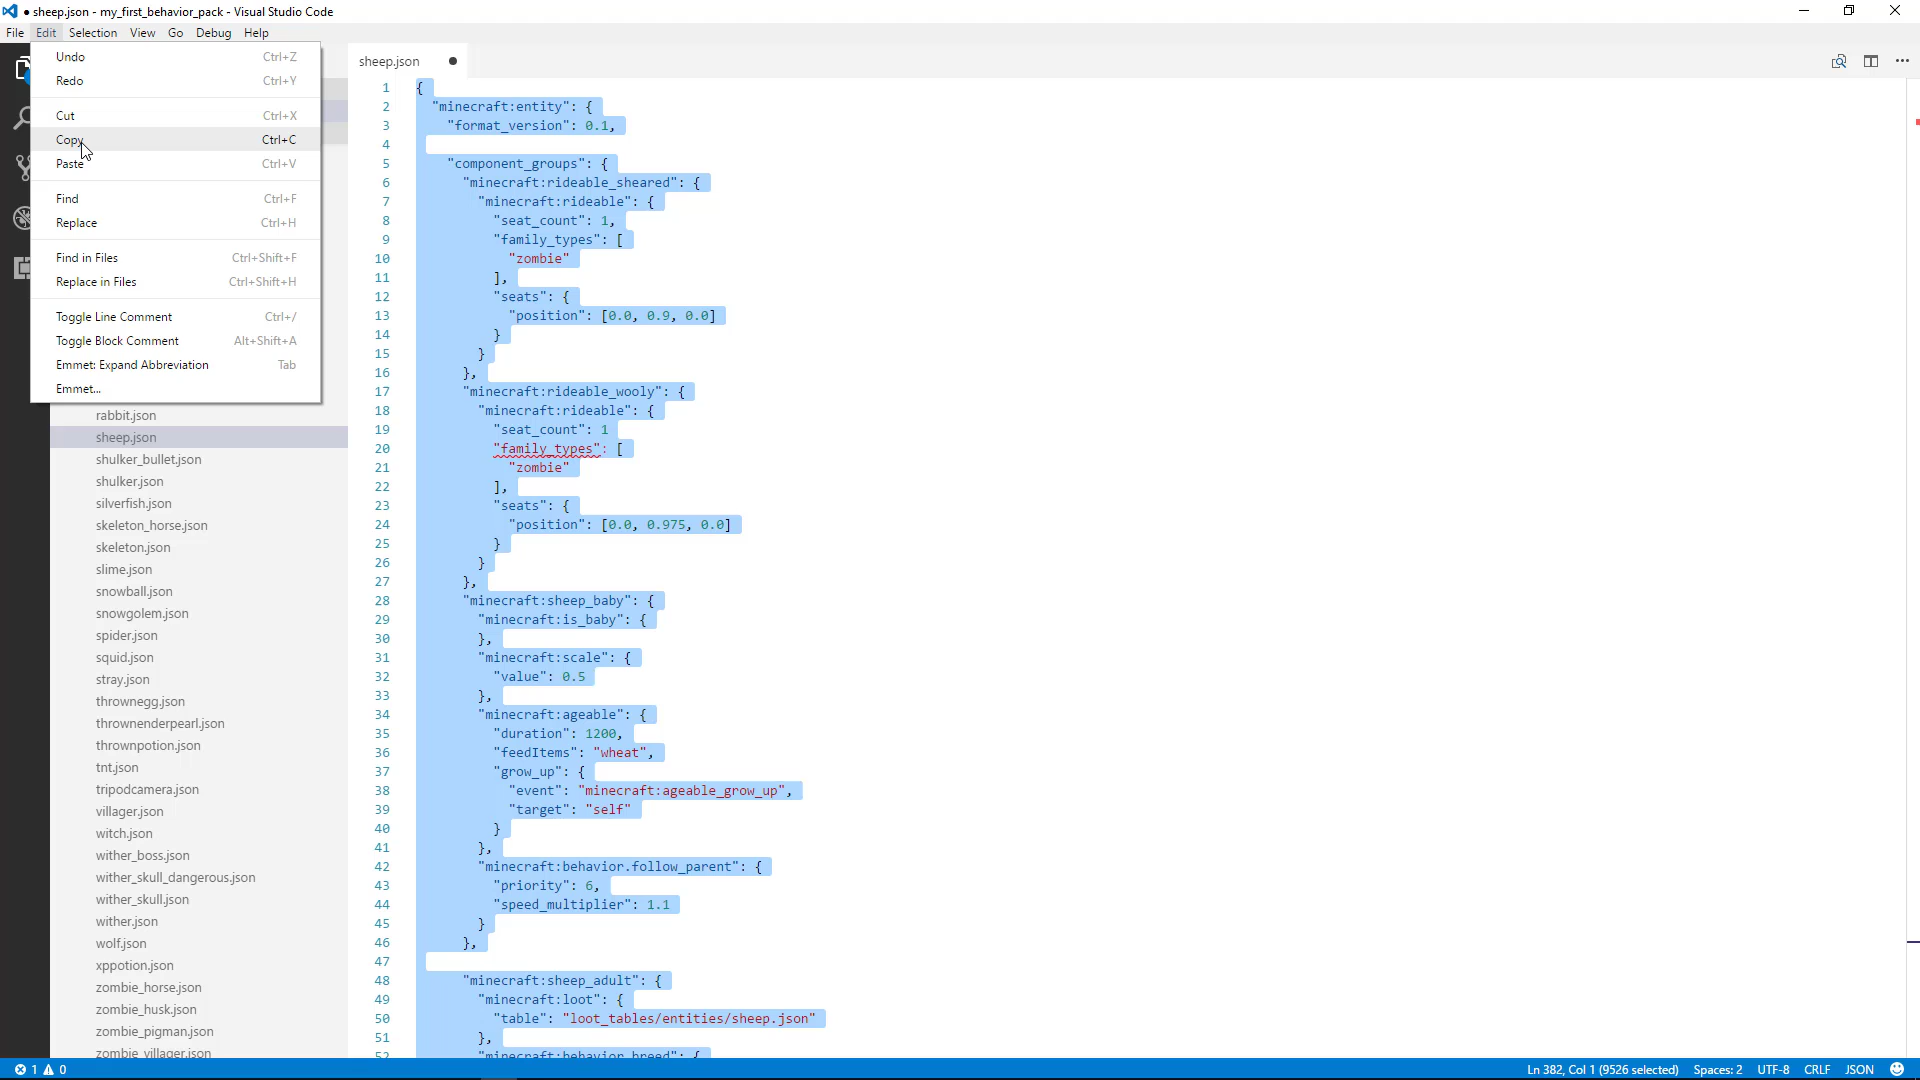 ● sheep.json - my_first_behavior_pack - Visual Studio Code
File Edit Selection View Go Debug Help
Undo Ctrl+Z
Redo Ctrl+Y
Cut Ctrl+X
Copy Ctrl+C
Paste Ctrl+V
Find Ctrl+F
Replace Ctrl+H
Find in Files Ctrl+Shift+F
Replace in Files Ctrl+Shift+H
Toggle Line Comment Ctrl+/
Toggle Block Comment Alt+Shift+A
Emmet: Expand Abbreviation Tab
Emmet...
rabbit.json
sheep.json
shulker_bullet.json
shulker.json
silverfish.json
skeleton_horse.json
skeleton.json
slime.json
snowball.json
snowgolem.json
spider.json
squid.json
stray.json
thrownegg.json
thrownenderpearl.json
thrownpotion.json
tnt.json
tripodcamera.json
villager.json
witch.json
wither_boss.json
wither_skull_dangerous.json
wither_skull.json
wither.json
wolf.json
xppotion.json
zombie_horse.json
zombie_husk.json
zombie_pigman.json
zombie_villager.json
sheep.json ●
1 {
2 "minecraft:entity": {
3 "format_version": 0.1,
4
5 "component_groups": {
6 "minecraft:rideable_sheared": {
7 "minecraft:rideable": {
8 "seat_count": 1,
9 "family_types": [
10 "zombie"
11 ],
12 "seats": {
13 "position": [0.0, 0.9, 0.0]
14 }
15 }
16 },
17 "minecraft:rideable_wooly": {
18 "minecraft:rideable": {
19 "seat_count": 1
20 "family_types": [
21 "zombie"
22 ],
23 "seats": {
24 "position": [0.0, 0.975, 0.0]
25 }
26 }
27 },
28 "minecraft:sheep_baby": {
29 "minecraft:is_baby": {
30 },
31 "minecraft:scale": {
32 "value": 0.5
33 },
34 "minecraft:ageable": {
35 "duration": 1200,
36 "feedItems": "wheat",
37 "grow_up": {
38 "event": "minecraft:ageable_grow_up",
39 "target": "self"
40 }
41 },
42 "minecraft:behavior.follow_parent": {
43 "priority": 6,
44 "speed_multiplier": 1.1
45 }
46 },
47
48 "minecraft:sheep_adult": {
49 "minecraft:loot": {
50 "table": "loot_tables/entities/sheep.json"
51 },
52 "minecraft:behavior.breed": {
1 0 Ln 382, Col 1 (9526 selected) Spaces: 2 UTF-8 CRLF JSON